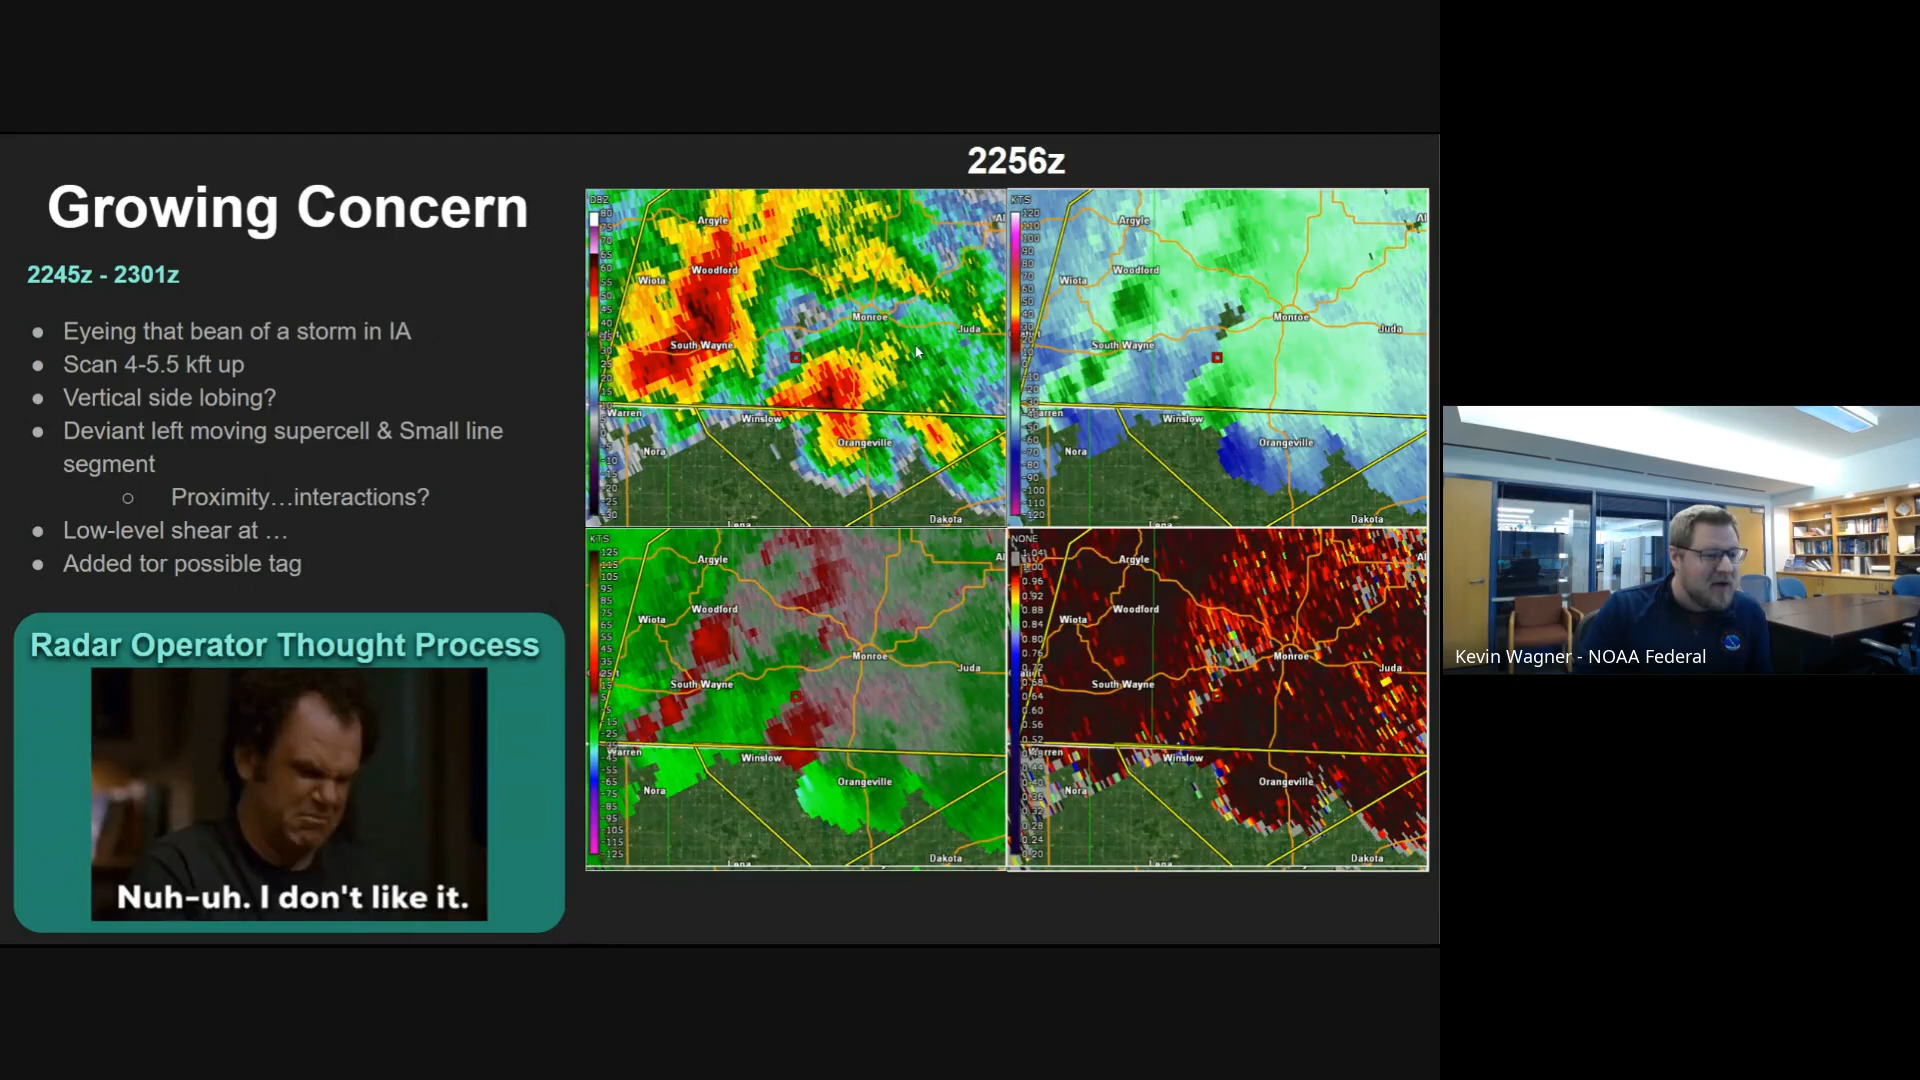 2256z
Growing Concern
2245z - 2301z
● Eyeing that bean of a storm in IA
● Scan 4-5.5 kft up
● Vertical side lobing?
● Deviant left moving supercell & Small line
segment
○ Proximity…interactions?
● Low-level shear at …
● Added tor possible tag
Radar Operator Thought Process
Nuh-uh. I don't like it.
DBZ
Argyle
Woodford
Wiota
Monroe
Juda
South Wayne
Warren
Winslow
Orangeville
Nora
Dakota
KTS
Argyle
Woodford
Wiota
Monroe
Juda
South Wayne
Warren
Winslow
Orangeville
Nora
Dakota
KTS
Argyle
Woodford
Wiota
Monroe
Juda
South Wayne
Warren
Winslow
Orangeville
Nora
Dakota
NONE
Argyle
Woodford
Wiota
Monroe
Juda
South Wayne
Warren
Winslow
Orangeville
Nora
Dakota
Kevin Wagner - NOAA Federal